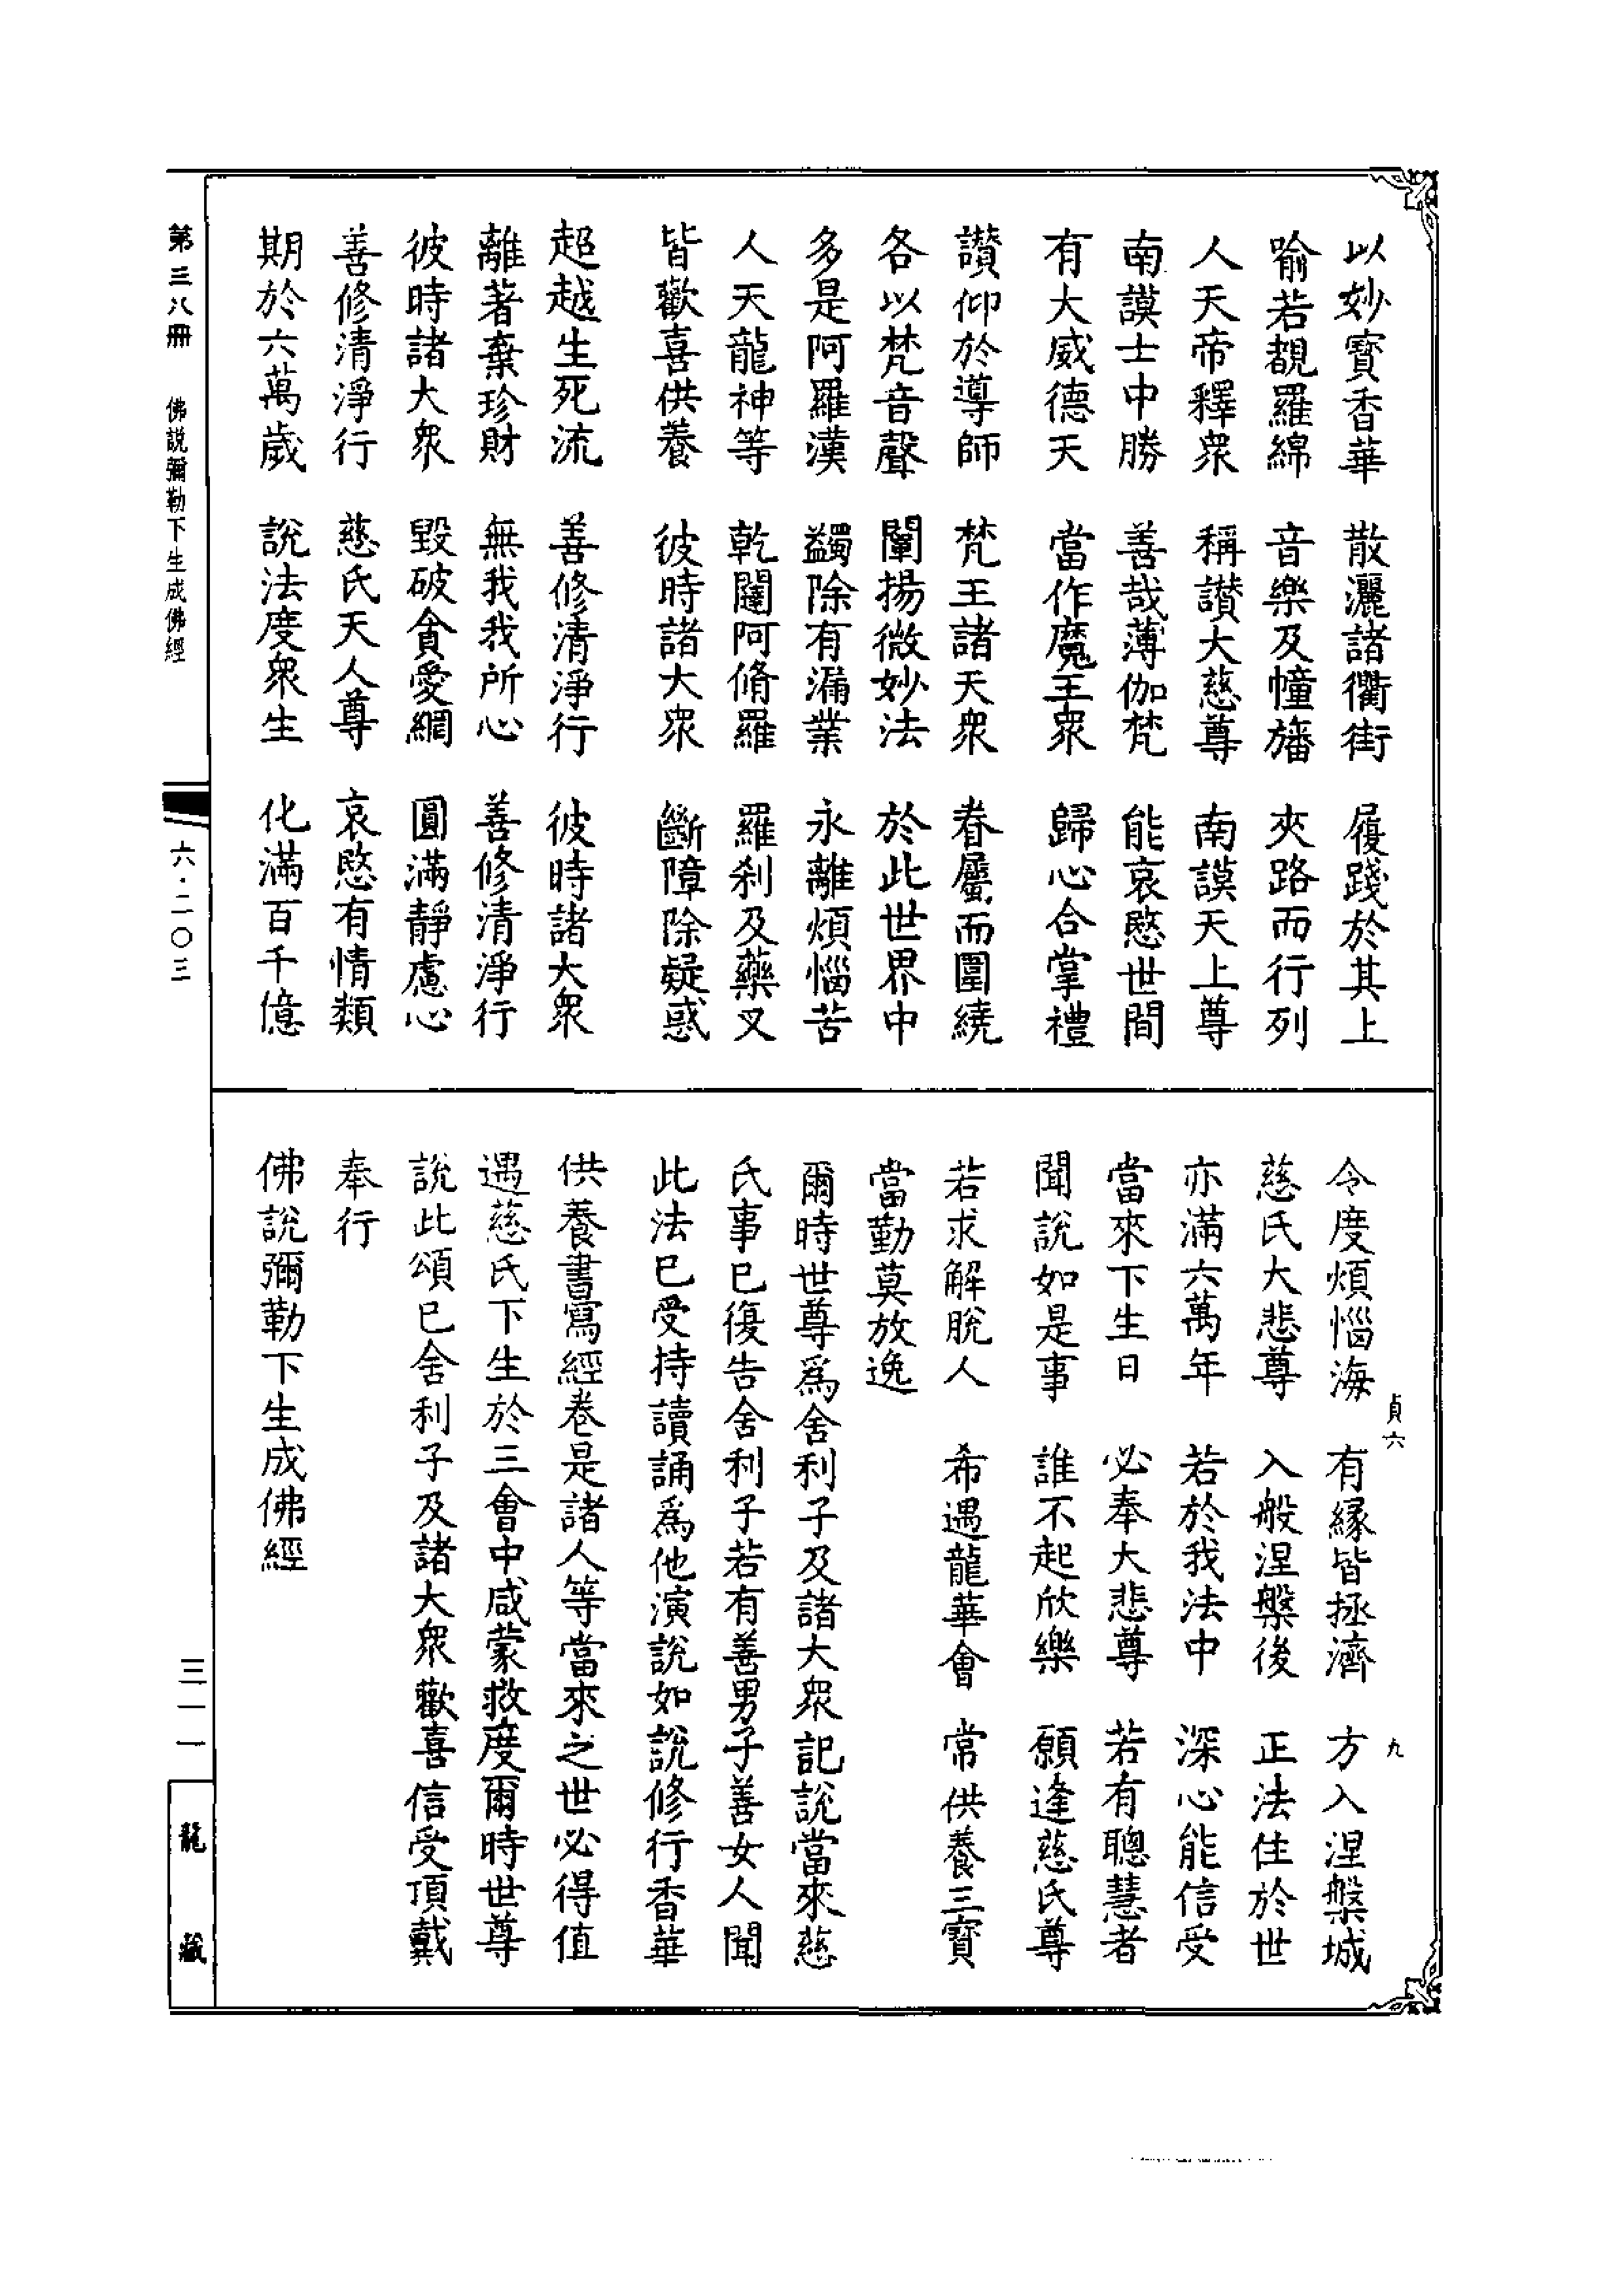 以妙寶香華　散灑諸衢街　履踐於其上
喻若覩羅綿　音樂及幢旛　夾路而行列
人天帝釋衆　稱讚大慈尊　南謨天上尊
南謨士中勝　善哉薄伽梵　能哀愍世間
有大威德天　當作魔王衆　歸心合掌禮
讚仰於導師　梵王諸天衆　眷屬而圍繞
各以梵音聲　闡揚微妙法　於此世界中
多是阿羅漢　蠲除有漏業　永離煩惱苦
人天龍神等　乾闥阿脩羅　羅刹及藥叉
皆歡喜供養　彼時諸大衆　斷障除疑惑
超越生死流　善修清淨行　彼時諸大衆
離著棄珍財　無我我所心　善修清淨行
彼時諸大衆　毀破貪愛網　圓滿靜慮心
善修清淨行　慈氏天人尊　哀愍有情類
期於六萬歲　說法度衆生　化滿百千億
令度煩惱海　有緣皆拯濟　方入涅槃城
慈氏大悲尊　入般涅槃後　正法住於世
亦滿六萬年　若於我法中　深心能信受
當來下生日　必奉大悲尊　若有聰慧者
聞說如是事　誰不起欣樂　願逢慈氏尊
若求解脫人　希遇龍華會　常供養三寶
當勤莫放逸
爾時世尊爲舍利子及諸大衆記說當來慈
氏事已復告舍利子若有善男子善女人聞
此法已受持讀誦爲他演說如說修行香華
供養書寫經卷是諸人等當來之世必得值
遇慈氏下生於三會中咸蒙救度爾時世尊
說此頌已舍利子及諸大衆歡喜信受頂戴
奉行
佛說彌勒下生成佛經
貞六　九
第三八冊　佛說彌勒下生成佛經　六·二〇三　三一一　龍藏